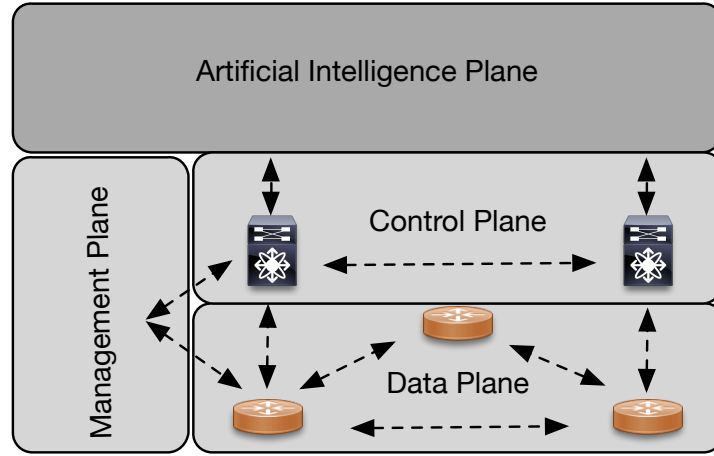 Artificial Intelligence Plane
Management Plane
Control Plane
Data Plane